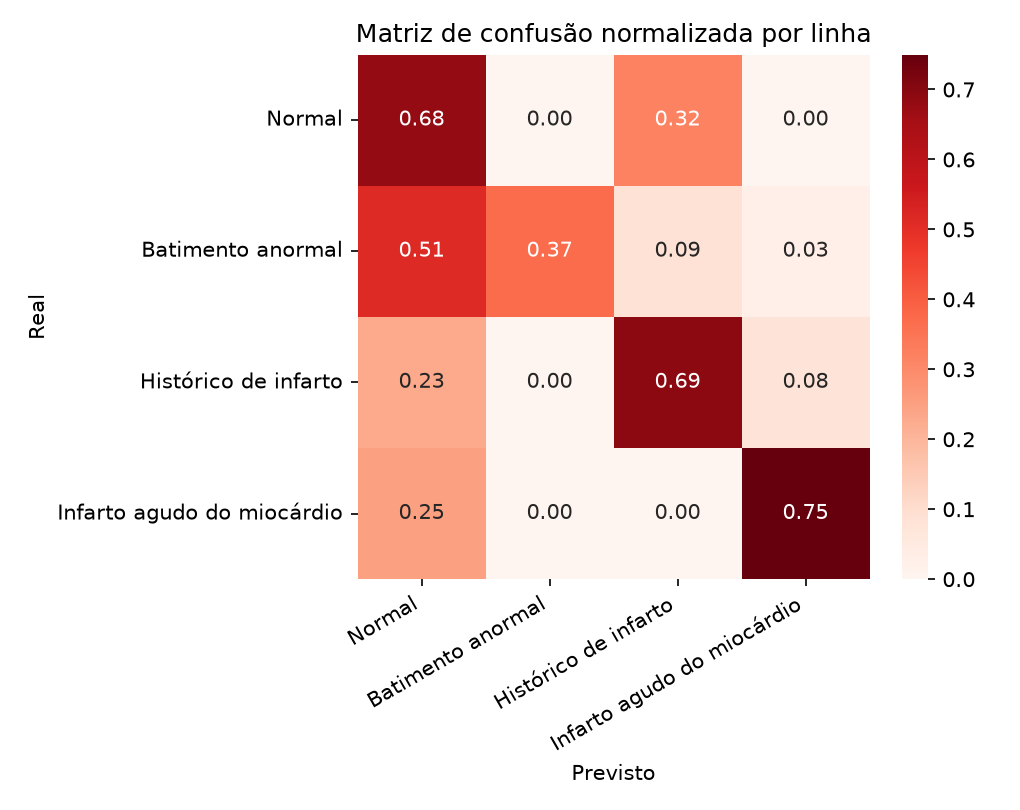 Matriz de confusão normalizada por linha
Real
Normal
0.68
0.00
0.32
0.00
Batimento anormal
0.51
0.37
0.09
0.03
Histórico de infarto
0.23
0.00
0.69
0.08
Infarto agudo do miocárdio
0.25
0.00
0.00
0.75
Normal
Batimento anormal
Histórico de infarto
Infarto agudo do miocárdio
Previsto
0.7
0.6
0.5
0.4
0.3
0.2
0.1
0.0